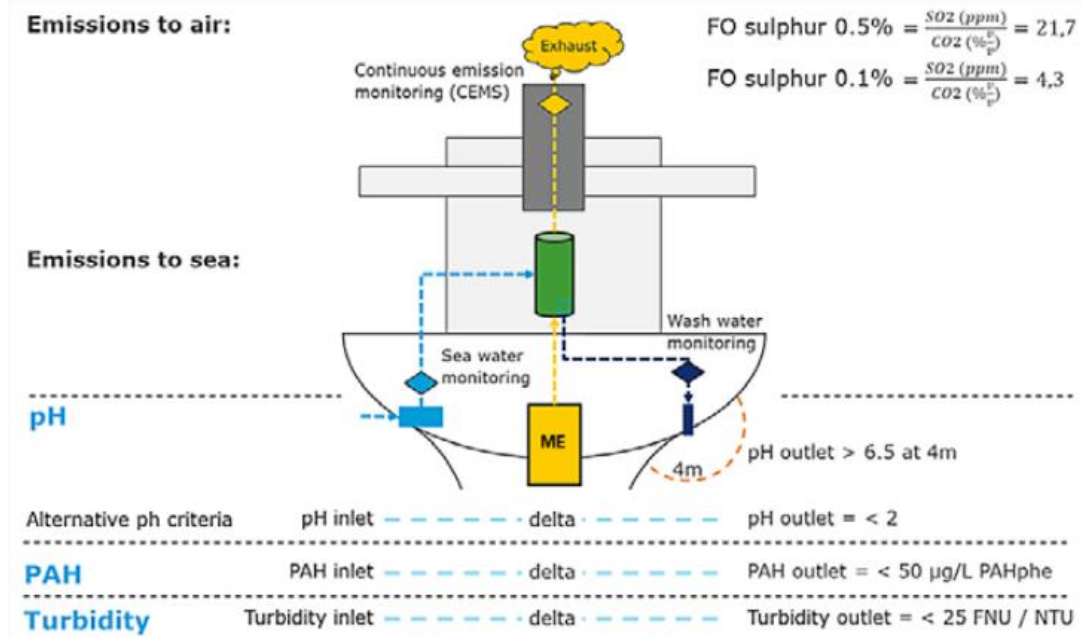 Emissions to air:
FO sulphur 0.5% = SO2 (ppm) / CO2 (% v/v) = 21,7
FO sulphur 0.1% = SO2 (ppm) / CO2 (% v/v) = 4,3
Exhaust
Continuous emission
monitoring (CEMS)
Emissions to sea:
Wash water
monitoring
Sea water
monitoring
pH
ME
pH outlet > 6.5 at 4m
4m
Alternative ph criteria pH inlet delta pH outlet = < 2
PAH PAH inlet delta PAH outlet = < 50 µg/L PAHphe
Turbidity Turbidity inlet delta Turbidity outlet = < 25 FNU / NTU